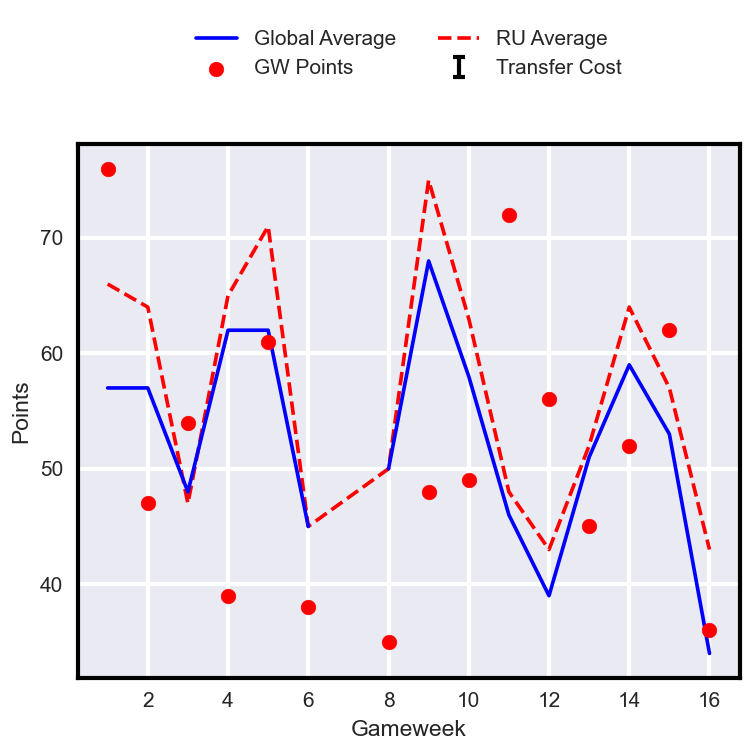 Global Average RU Average
GW Points Transfer Cost
70
60
50
40
Points
2 4 6 8 10 12 14 16
Gameweek